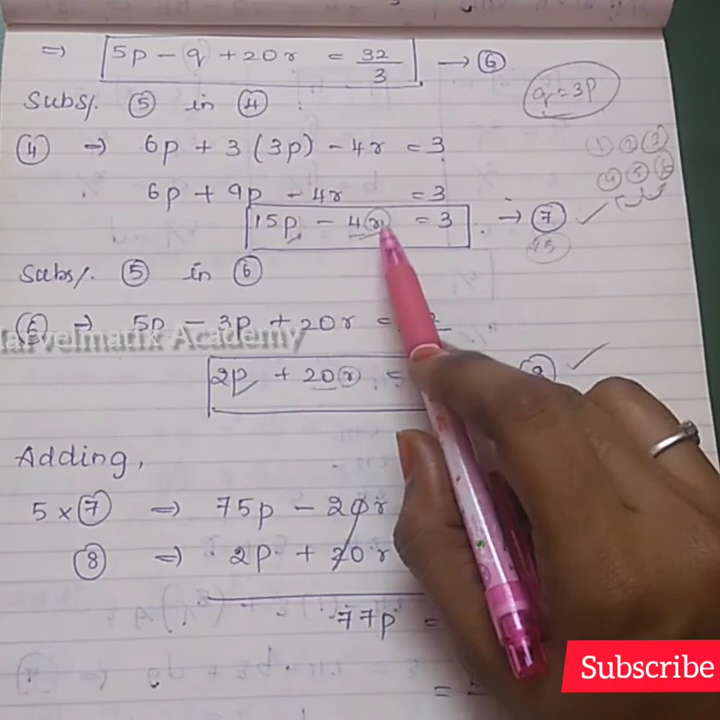 ⇒ 5p - q + 20r = 32/3 → ⑥
q = 3p
Subs/. ⑤ in ④
④ ⇒ 6p + 3(3p) - 4r = 3
6p + 9p - 4r = 3
15p - 4r = 3 → ⑦
Subs/. ⑤ in ⑥
⇒ 5p - 3p + 20r =
Marvelmatix Academy
2p + 20r =
Adding,
5 × ⑦ ⇒ 75p - 20r
⑧ ⇒ 2p + 20r
77p =
=
Subscribe